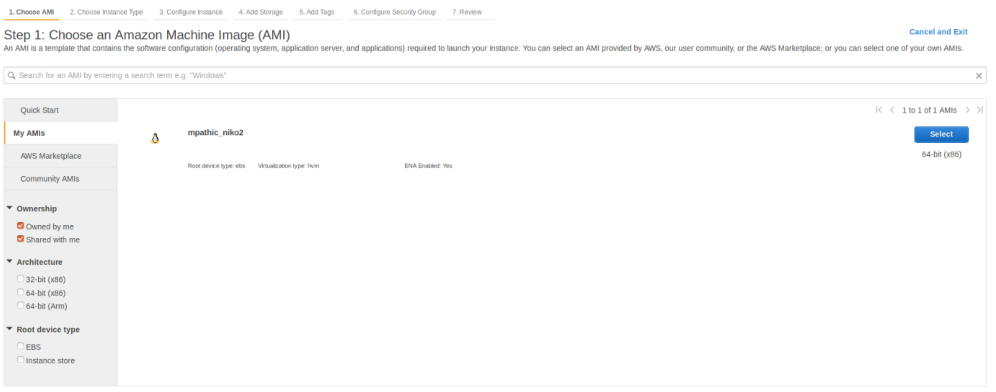 1. Choose AMI 2. Choose Instance Type 3. Configure Instance 4. Add Storage 5. Add Tags 6. Configure Security Group 7. Review
Step 1: Choose an Amazon Machine Image (AMI)
Cancel and Exit
An AMI is a template that contains the software configuration (operating system, application server, and applications) required to launch your instance. You can select an AMI provided by AWS, our user community, or the AWS Marketplace; or you can select one of your own AMIs.
Search for an AMI by entering a search term e.g. "Windows"
Quick Start
My AMIs
AWS Marketplace
Community AMIs
Ownership
Owned by me
Shared with me
Architecture
32-bit (x86)
64-bit (x86)
64-bit (Arm)
Root device type
EBS
Instance store
1 to 1 of 1 AMIs
mpathic_niko2
Select
64-bit (x86)
Root device type: ebs Virtualization type: hvm ENA Enabled: Yes